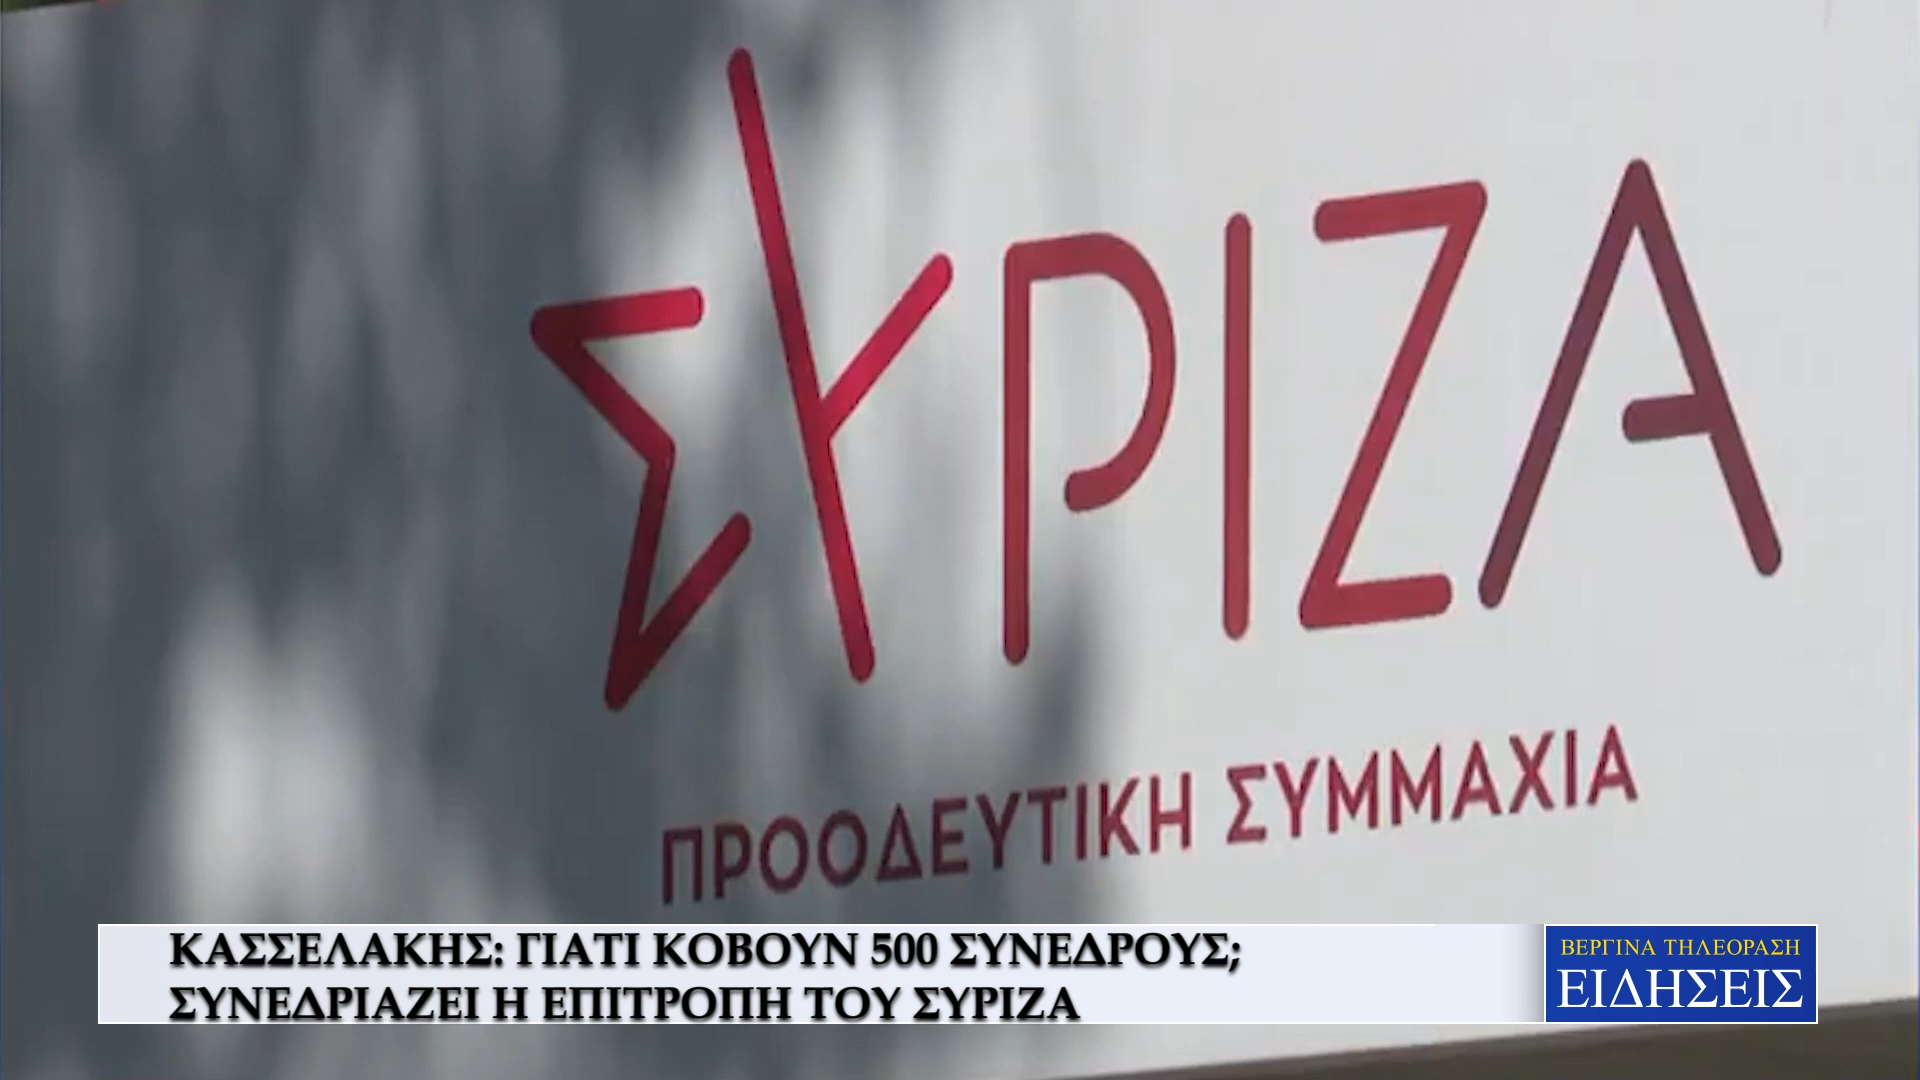 ΣΥΡΙΖΑ
ΠΡΟΟΔΕΥΤΙΚΗ ΣΥΜΜΑΧΙΑ
ΚΑΣΣΕΛΑΚΗΣ: ΓΙΑΤΙ ΚΟΒΟΥΝ 500 ΣΥΝΕΔΡΟΥΣ;
ΣΥΝΕΔΡΙΑΖΕΙ Η ΕΠΙΤΡΟΠΗ ΤΟΥ ΣΥΡΙΖΑ
ΒΕΡΓΙΝΑ ΤΗΛΕΟΡΑΣΗ
ΕΙΔΗΣΕΙΣ